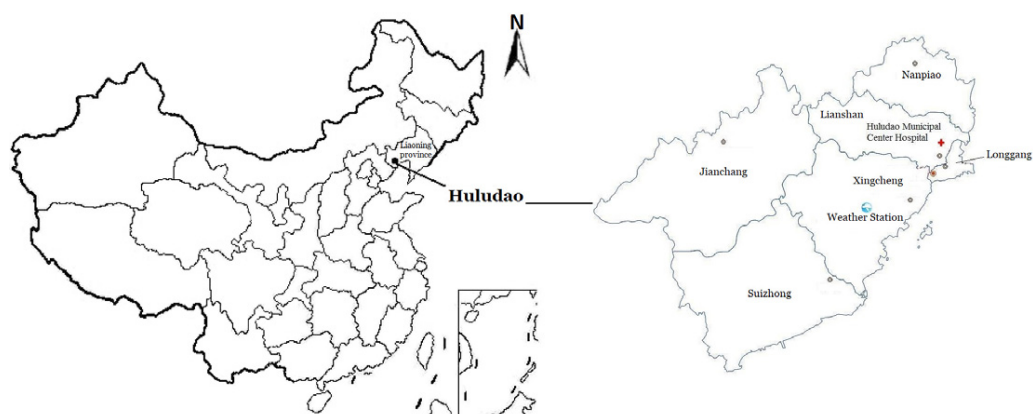 N
Liaoning
province
Huludao
Nanpiao
Lianshan
Huludao Municipal
Center Hospital
Longgang
Jianchang
Xingcheng
Weather Station
Suizhong